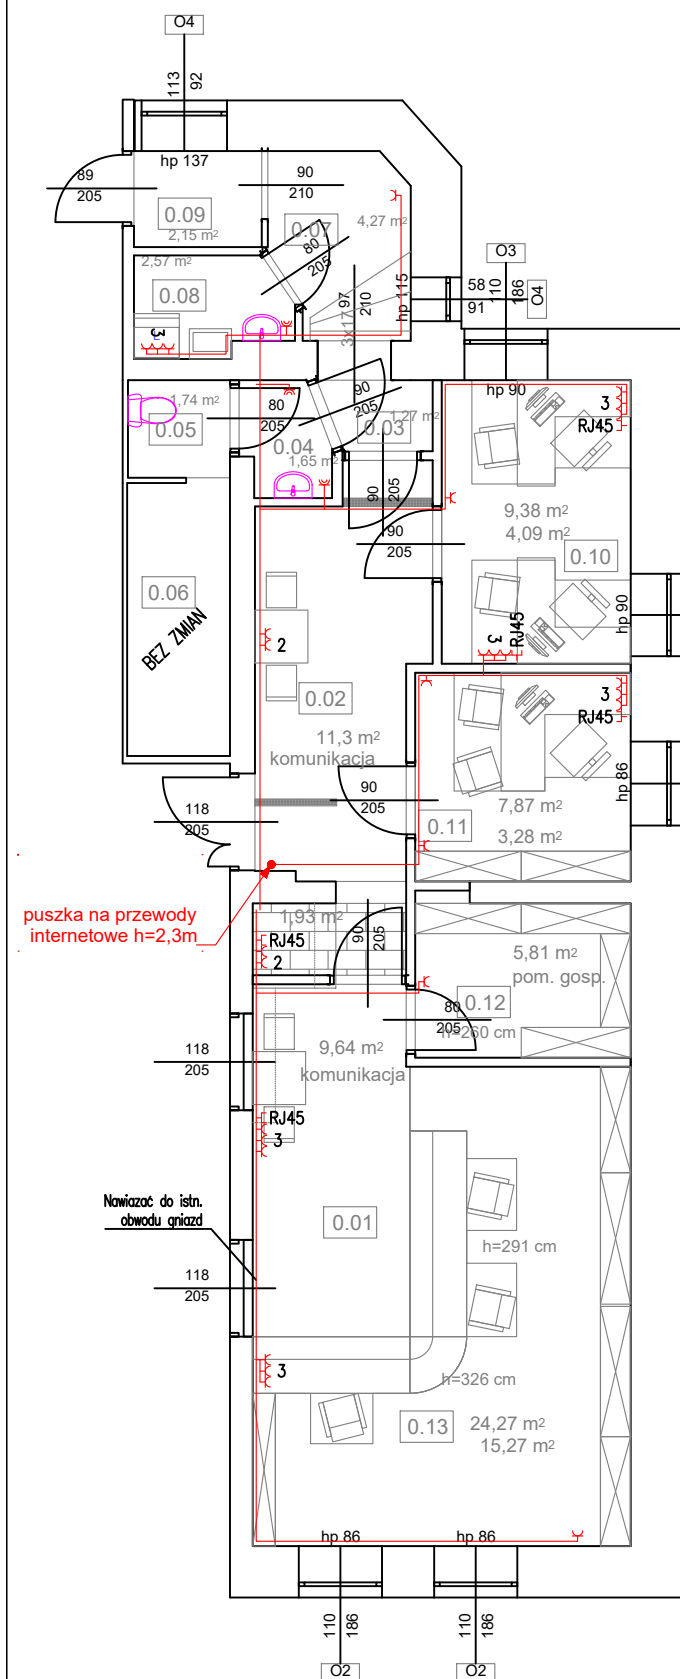 O4
113
92
hp 137
89
205
90
210
0.09
2,15 m²
0.07
4,27 m²
2,57 m²
80
205
0.08
3
97
210
3x17
hp 115
58
91
O3
110
186
O4
hp 90
1,74 m²
0.05
80
205
0.04
1,65 m²
90
205
1,27 m²
0.03
90
205
90
205
3
RJ45
9,38 m²
4,09 m²
0.10
hp 90
3
RJ45
0.06
BEZ ZMIAN
2
0.02
11,3 m²
komunikacja
3
RJ45
7,87 m²
3,28 m²
0.11
hp 86
90
205
118
205
puszka na przewody
internetowe h=2,3m
1,93 m²
RJ45
2
90
205
5,81 m²
pom. gosp.
0.12
80
205
h=260 cm
118
205
9,64 m²
komunikacja
RJ45
3
Nawiazać do istn.
obwodu gniazd
0.01
h=291 cm
118
205
3
h=326 cm
0.13
24,27 m²
15,27 m²
hp 86
hp 86
110
186
110
186
O2
O2